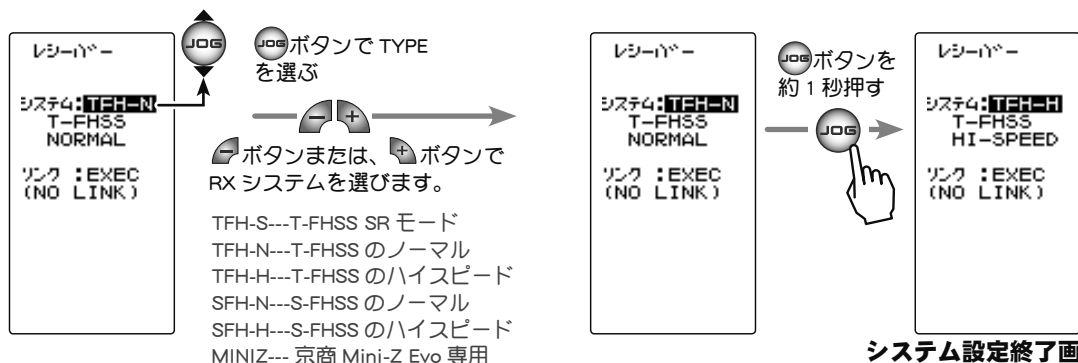 レシーバー
システム:TFH-N
T-FHSS
NORMAL
リンク :EXEC
(NO LINK)
JOG
JOGボタンで TYPE
を選ぶ
- +
-ボタンまたは、+ボタンで
RX システムを選びます。
TFH-S---T-FHSS SR モード
TFH-N---T-FHSS のノーマル
TFH-H---T-FHSS のハイスピード
SFH-N---S-FHSS のノーマル
SFH-H---S-FHSS のハイスピード
MINIZ--- 京商 Mini-Z Evo 専用
レシーバー
システム:TFH-N
T-FHSS
NORMAL
リンク :EXEC
(NO LINK)
JOGボタンを
約 1 秒押す
JOG
レシーバー
システム:TFH-H
T-FHSS
HI-SPEED
リンク :EXEC
(NO LINK)
システム設定終了画